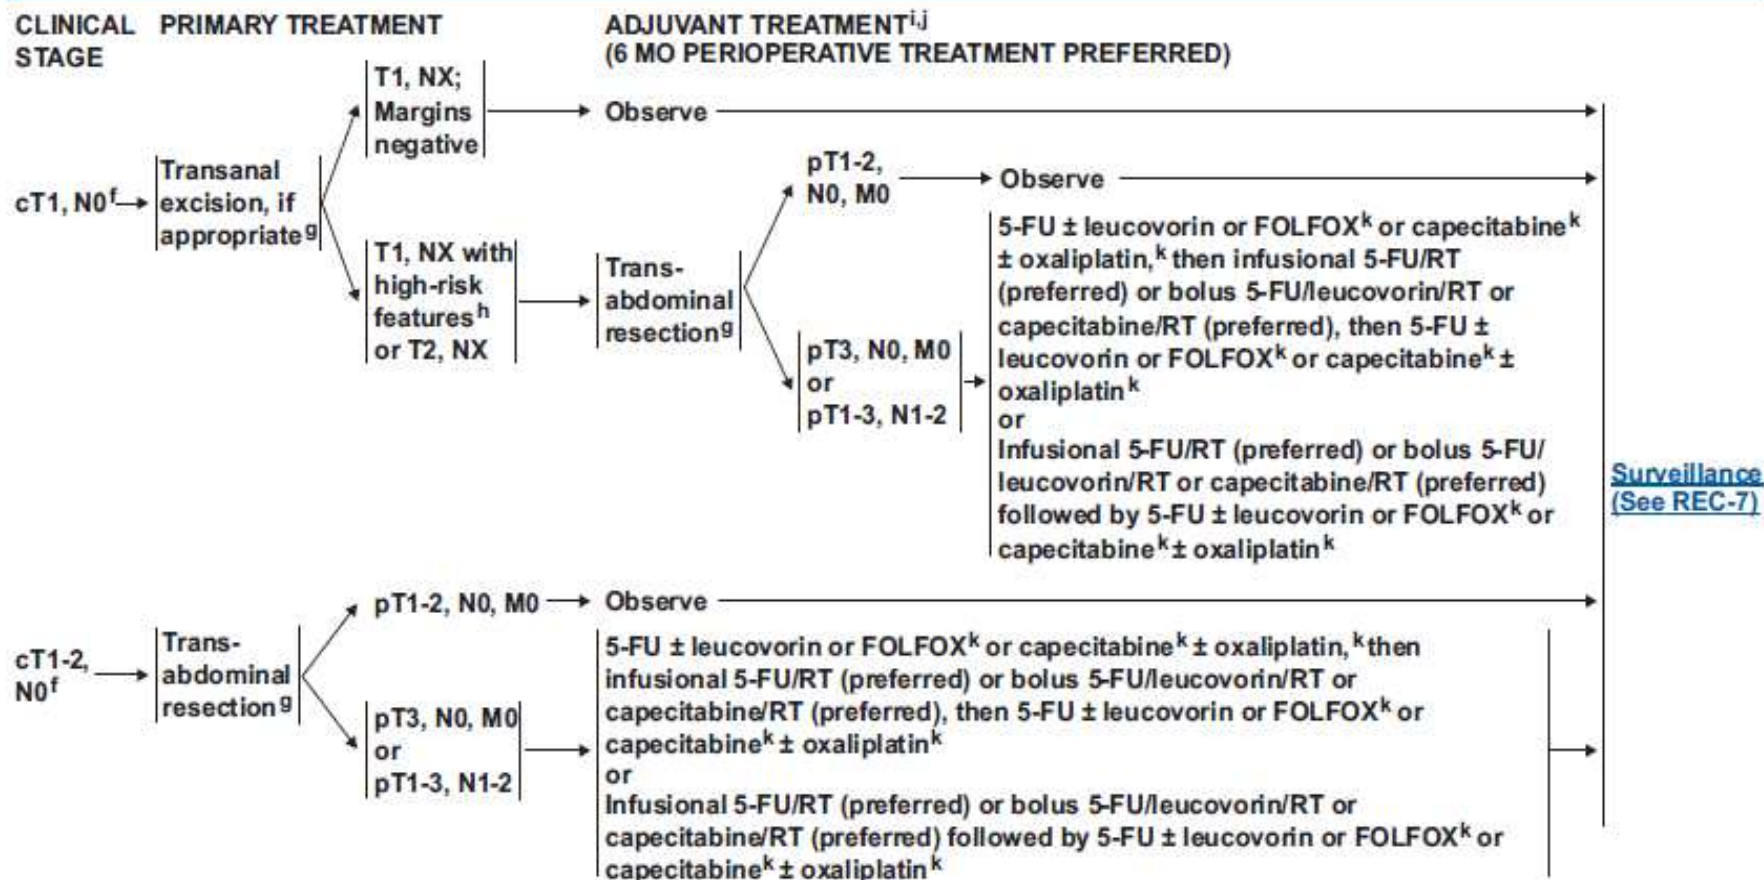 CLINICAL STAGE
PRIMARY TREATMENT
ADJUVANT TREATMENTi,j
(6 MO PERIOPERATIVE TREATMENT PREFERRED)
cT1, N0f
Transanal
excision, if
appropriateg
T1, NX;
Margins
negative
Observe
T1, NX with
high-risk
featuresh
or T2, NX
Trans-
abdominal
resectiong
pT1-2,
N0, M0
Observe
pT3, N0, M0
or
pT1-3, N1-2
5-FU ± leucovorin or FOLFOXk or capecitabinek
± oxaliplatin,k then infusional 5-FU/RT
(preferred) or bolus 5-FU/leucovorin/RT or
capecitabine/RT (preferred), then 5-FU ±
leucovorin or FOLFOXk or capecitabinek ±
oxaliplatink
or
Infusional 5-FU/RT (preferred) or bolus 5-FU/
leucovorin/RT or capecitabine/RT (preferred)
followed by 5-FU ± leucovorin or FOLFOXk or
capecitabinek ± oxaliplatink
Surveillance
(See REC-7)
cT1-2,
N0f
Trans-
abdominal
resectiong
pT1-2, N0, M0
Observe
pT3, N0, M0
or
pT1-3, N1-2
5-FU ± leucovorin or FOLFOXk or capecitabinek ± oxaliplatin,k then
infusional 5-FU/RT (preferred) or bolus 5-FU/leucovorin/RT or
capecitabine/RT (preferred), then 5-FU ± leucovorin or FOLFOXk or
capecitabinek ± oxaliplatink
or
Infusional 5-FU/RT (preferred) or bolus 5-FU/leucovorin/RT or
capecitabine/RT (preferred) followed by 5-FU ± leucovorin or FOLFOXk or
capecitabinek ± oxaliplatink